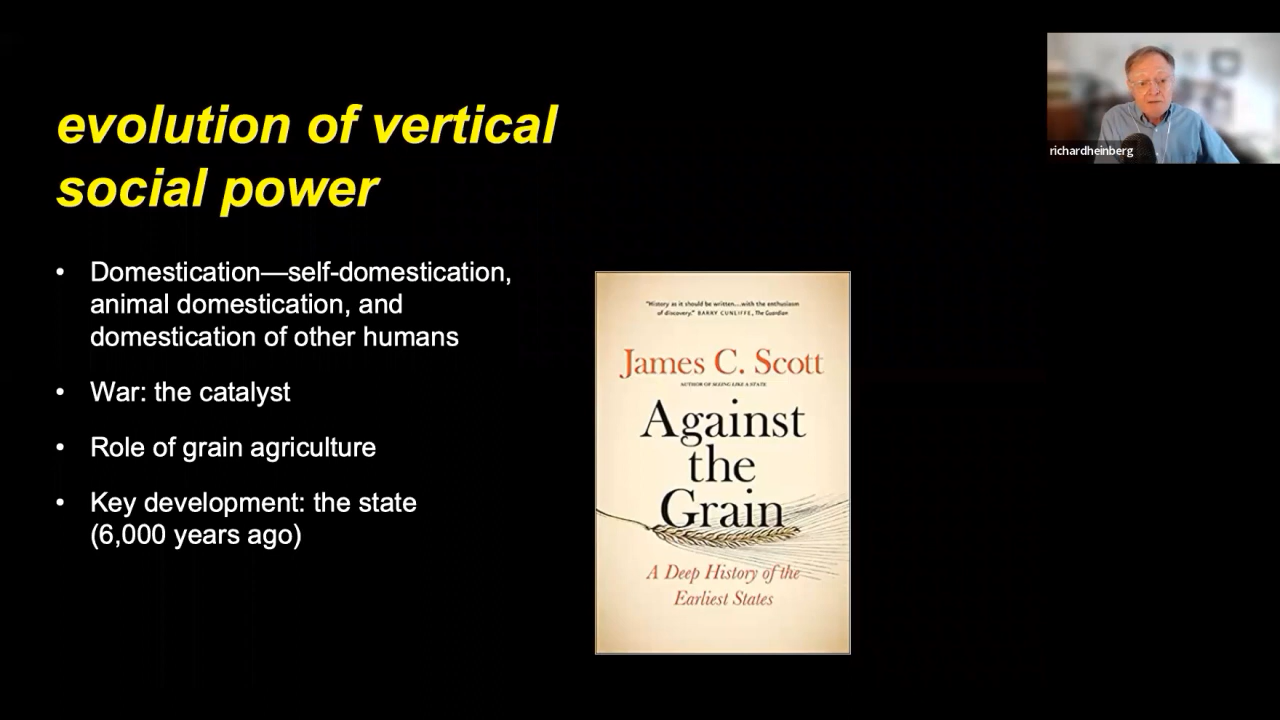 evolution of vertical
social power
• Domestication—self-domestication,
animal domestication, and
domestication of other humans
• War: the catalyst
• Role of grain agriculture
• Key development: the state
(6,000 years ago)
"History as it should be written...with the enthusiasm
of discovery." BARRY CUNLIFFE, The Guardian
James C. Scott
AUTHOR OF SEEING LIKE A STATE
Against
the
Grain
A Deep History of the
Earliest States
richardheinberg